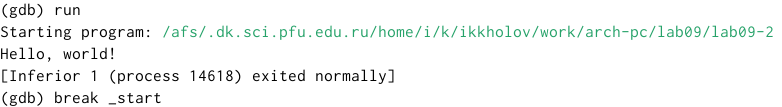 (gdb) run
Starting program: /afs/.dk.sci.pfu.edu.ru/home/i/k/ikkholov/work/arch-pc/lab09/lab09-2
Hello, world!
[Inferior 1 (process 14618) exited normally]
(gdb) break _start